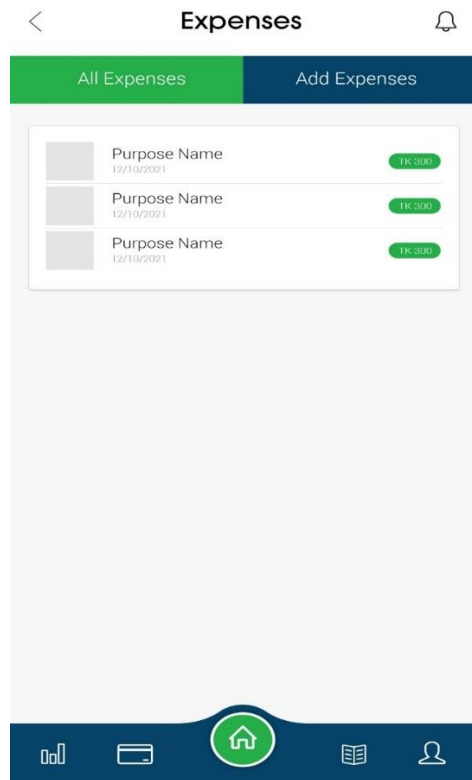 Expenses
All Expenses
Add Expenses
Purpose Name
TK 300
12/10/2021
Purpose Name
TK 300
12/10/2021
Purpose Name
TK 300
12/10/2021